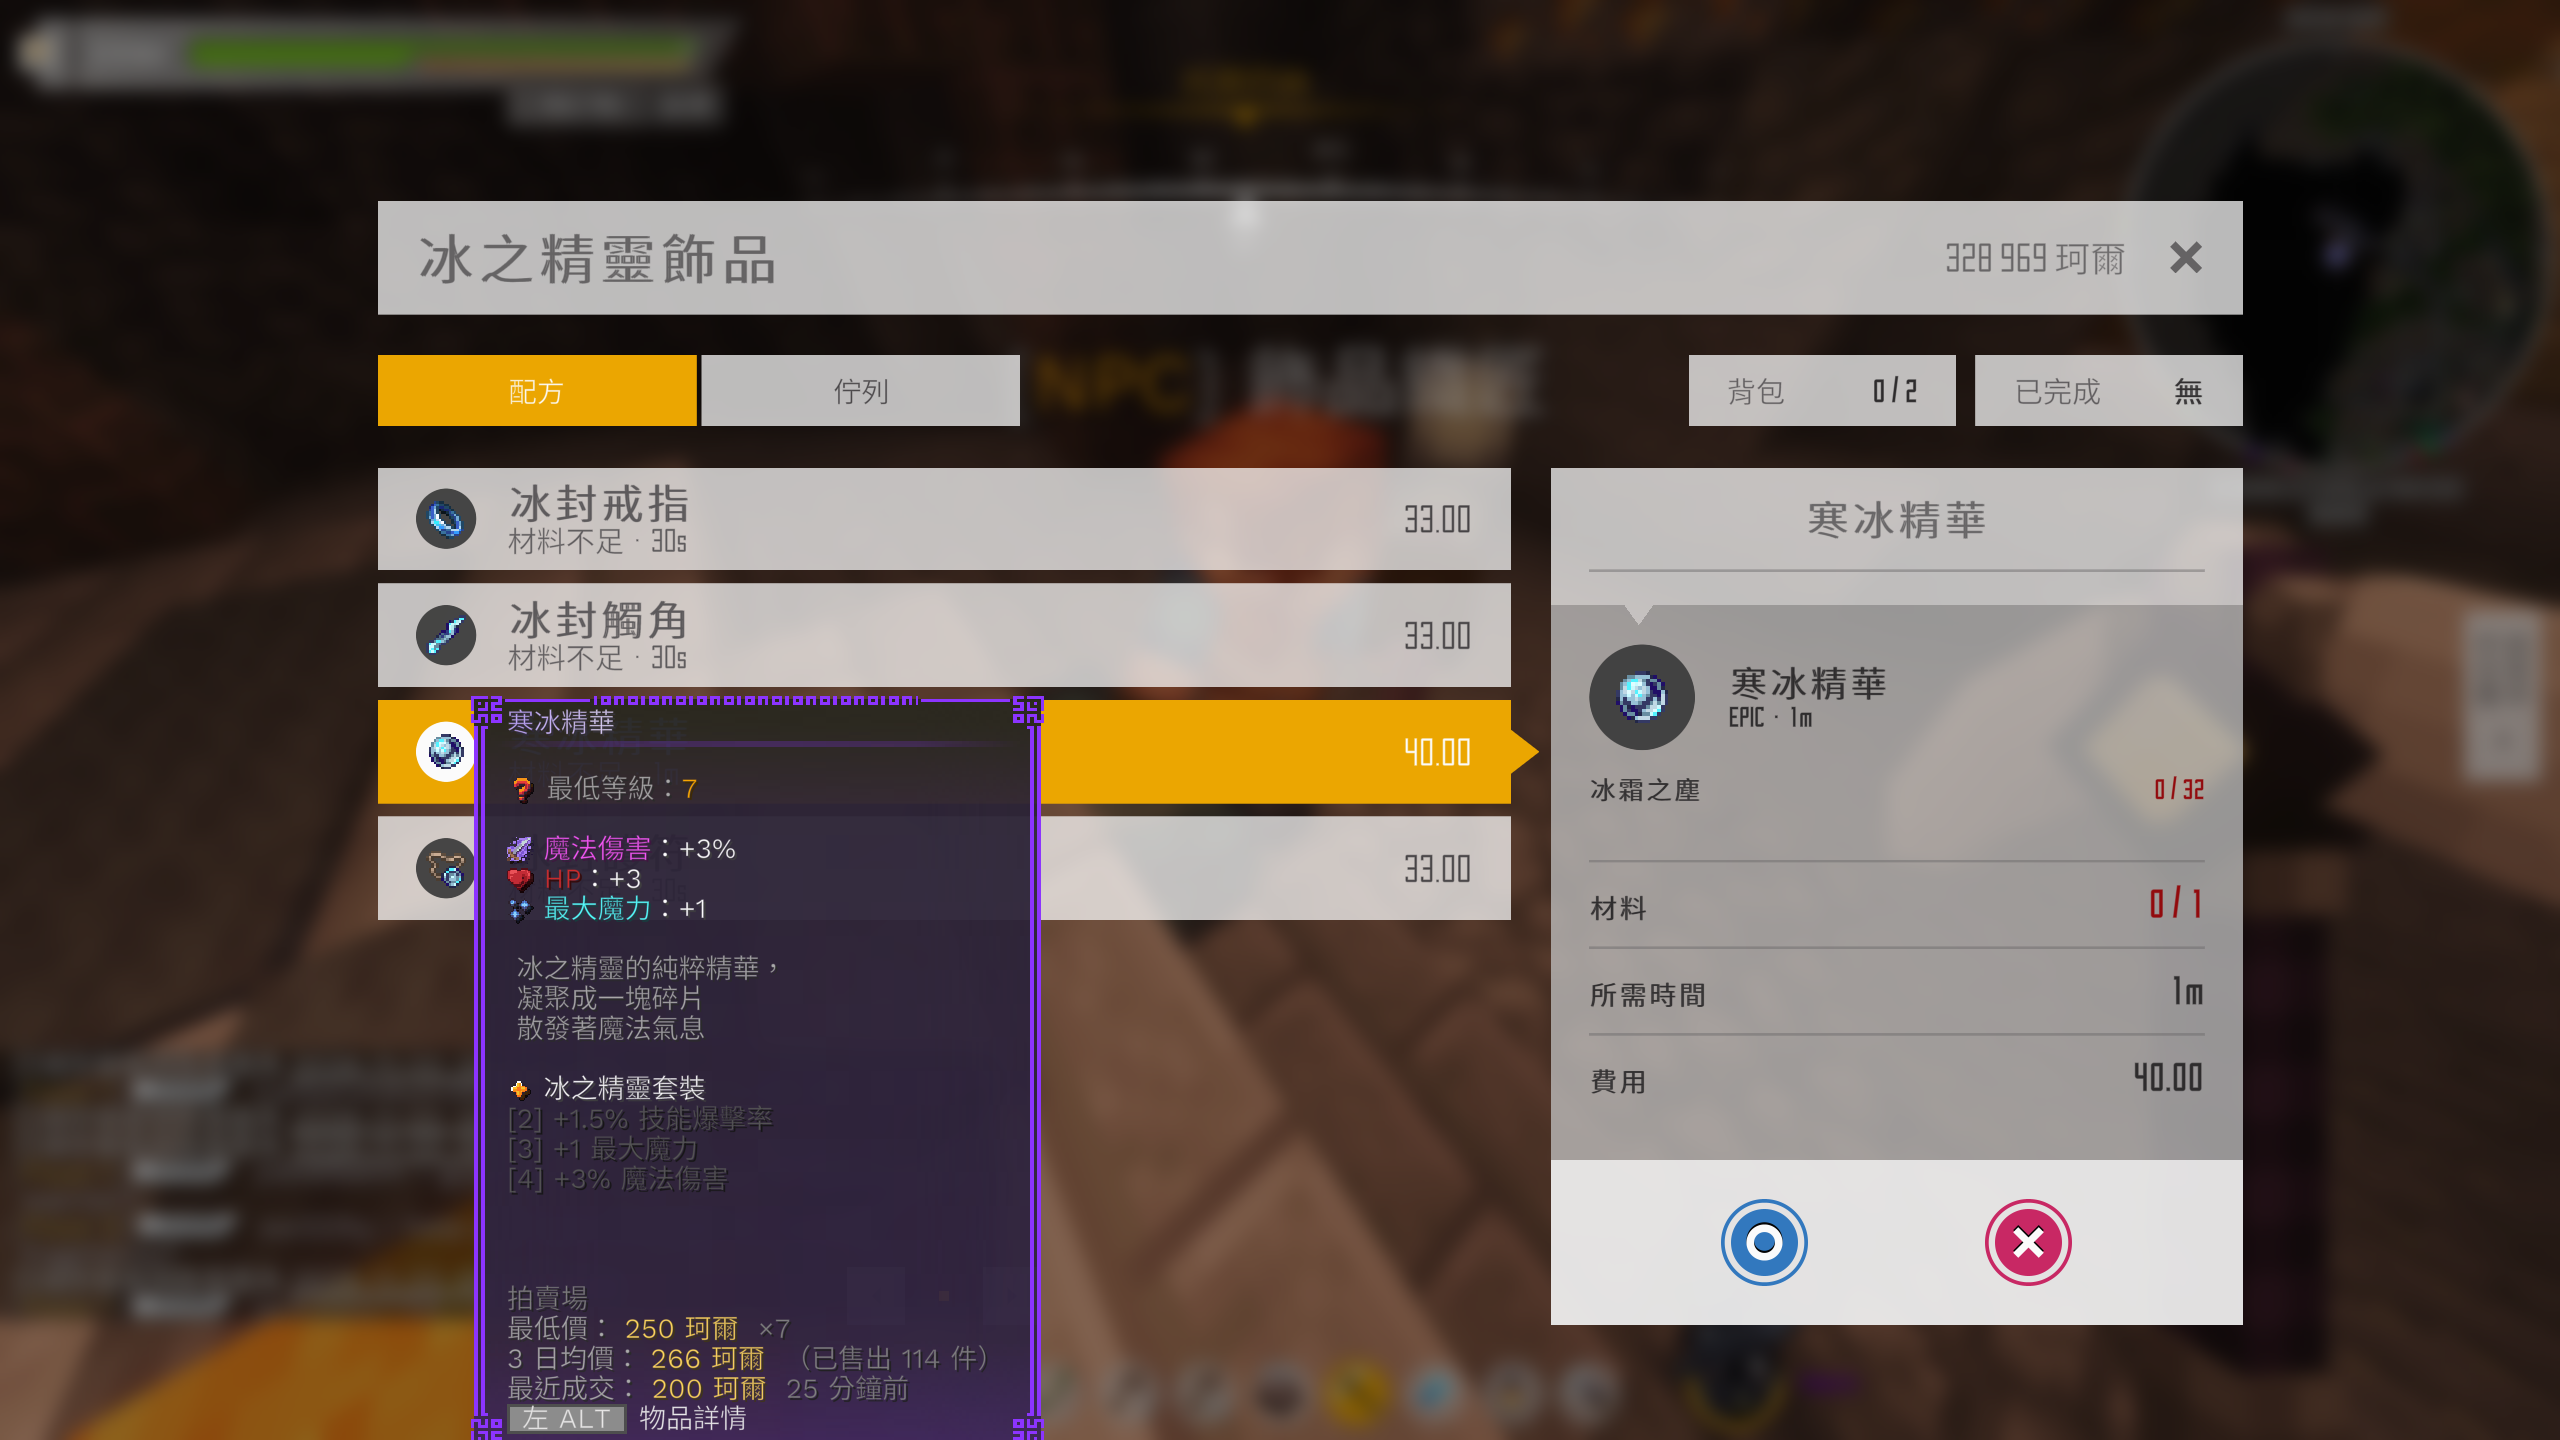 冰之精靈飾品
328 969 珂爾
配方
佇列
NPC
背包 0/2
已完成 無
冰封戒指
材料不足 · 30s
33.00
冰封觸角
材料不足 · 30s
33.00
40.00
33.00
寒冰精華
最低等級：7
魔法傷害：+3%
HP：+3
最大魔力：+1
冰之精靈的純粹精華，
凝聚成一塊碎片
散發著魔法氣息
冰之精靈套裝
[2] +1.5% 技能爆擊率
[3] +1 最大魔力
[4] +3% 魔法傷害
拍賣場
最低價： 250 珂爾 ×7
3 日均價： 266 珂爾 （已售出 114 件）
最近成交： 200 珂爾 25 分鐘前
左 ALT 物品詳情
寒冰精華
寒冰精華
EPIC · 1m
冰霜之塵 0/32
材料 0/1
所需時間 1m
費用 40.00